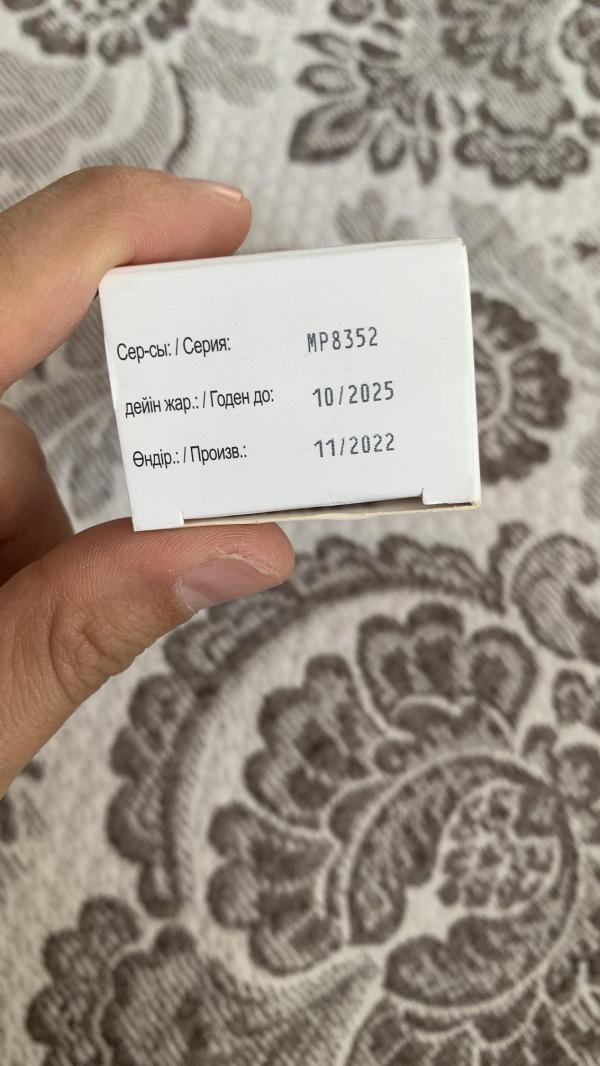 Сер-сы: / Серия: MP8352
дейін жар.: / Годен до: 10/2025
Өндір.: / Произв.: 11/2022